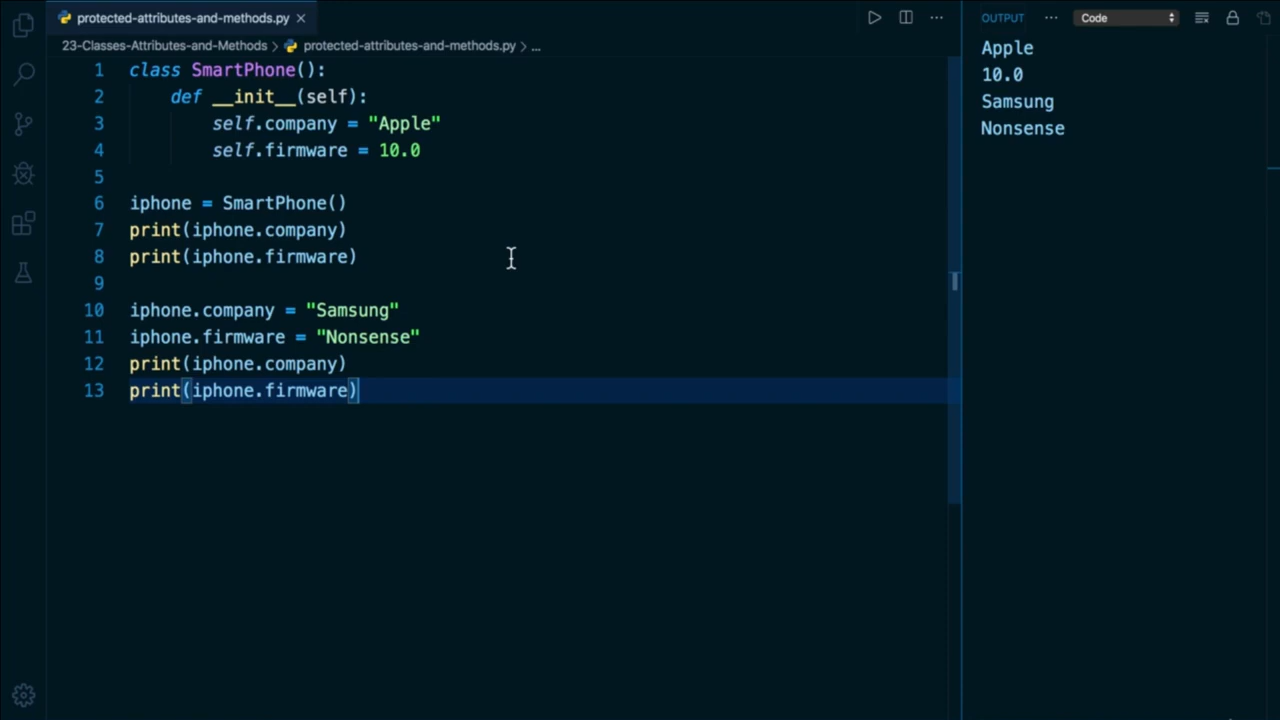 protected-attributes-and-methods.py
OUTPUT
Code
23-Classes-Attributes-and-Methods > protected-attributes-and-methods.py > ...
1 class SmartPhone():
2     def __init__(self):
3         self.company = "Apple"
4         self.firmware = 10.0
5
6 iphone = SmartPhone()
7 print(iphone.company)
8 print(iphone.firmware)
9
10 iphone.company = "Samsung"
11 iphone.firmware = "Nonsense"
12 print(iphone.company)
13 print(iphone.firmware)
Apple
10.0
Samsung
Nonsense